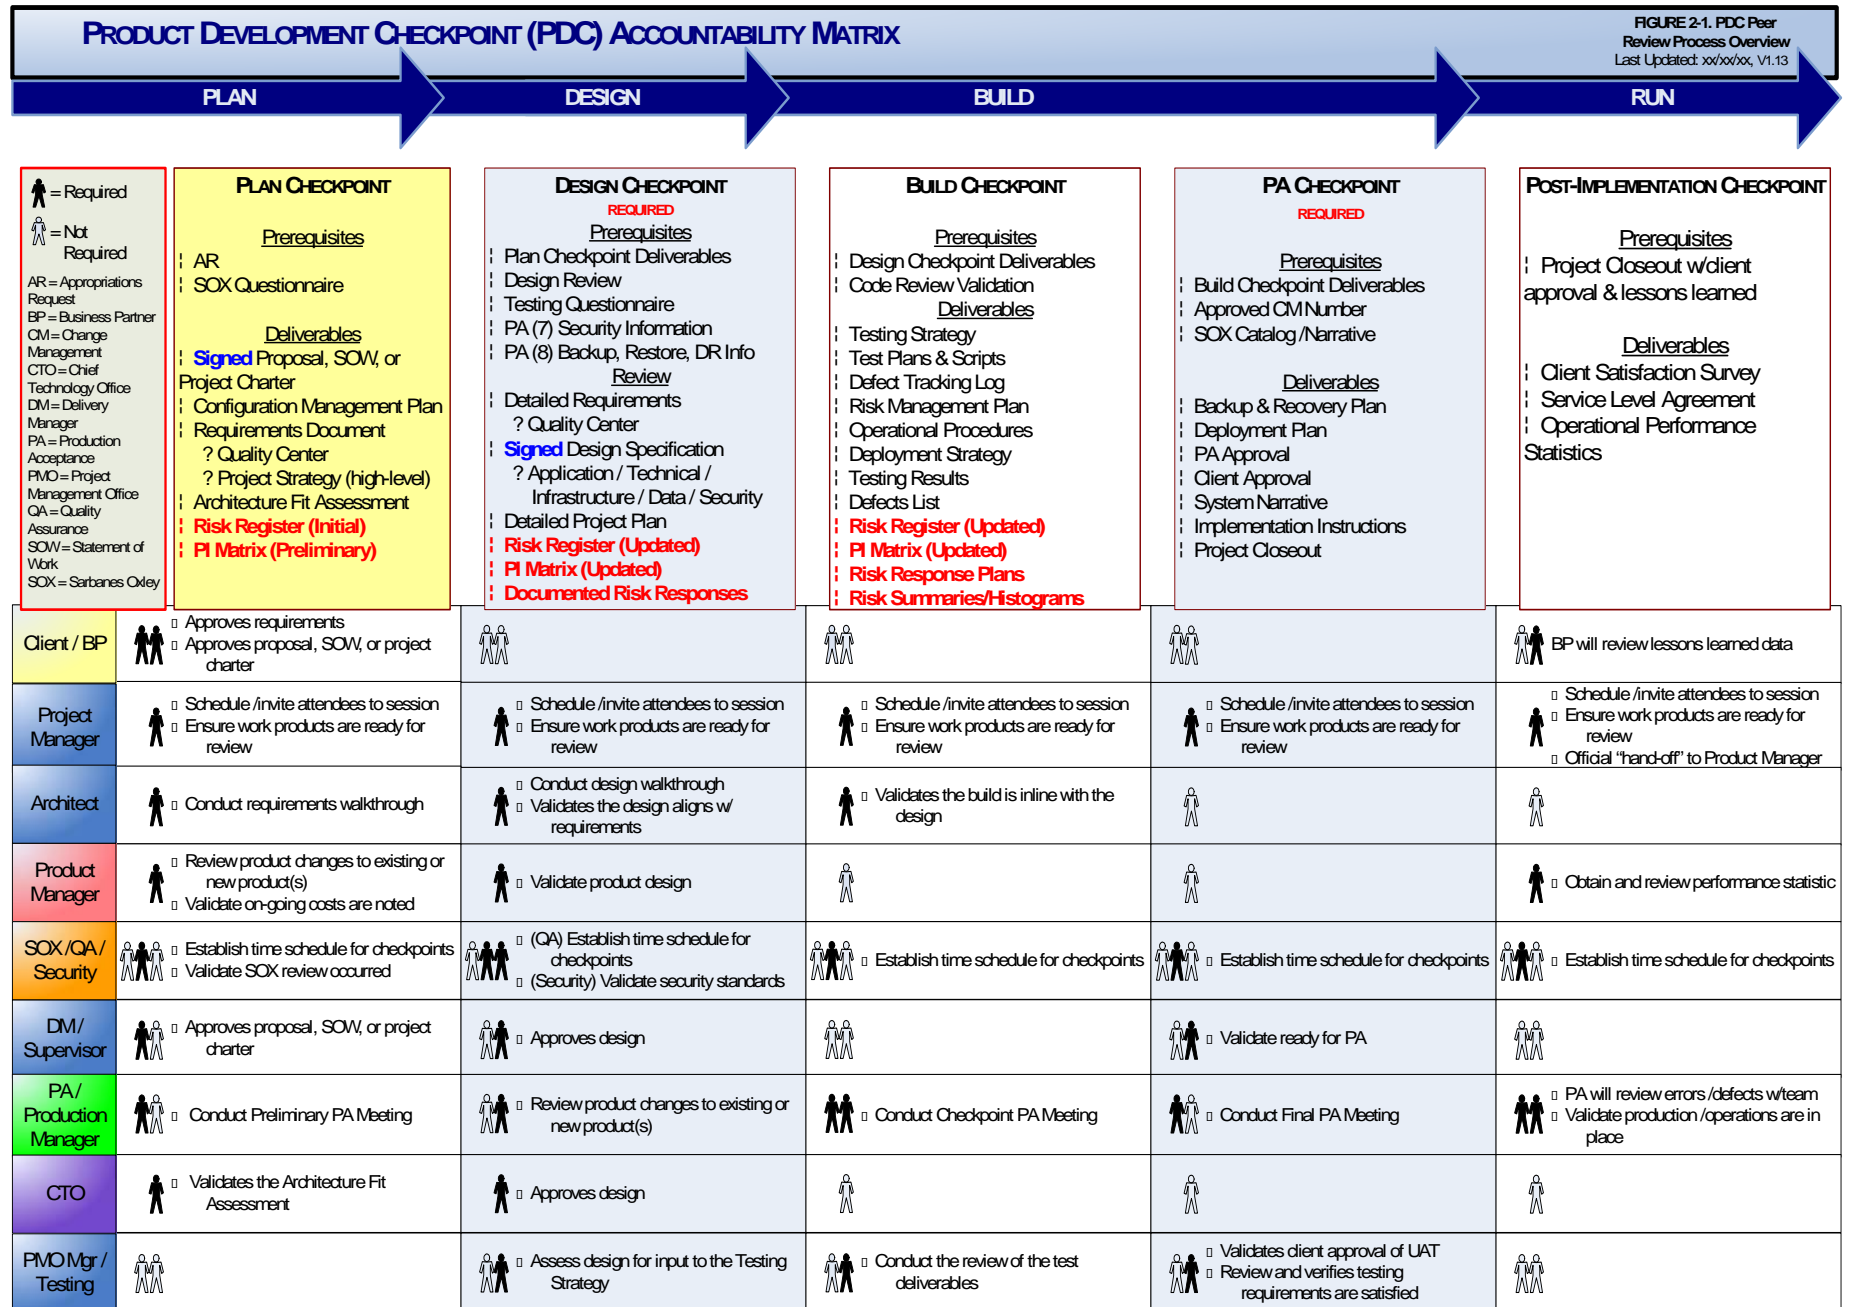 PRODUCT DEVELOPMENT CHECKPOINT (PDC) ACCOUNTABILITY MATRIX
FIGURE 2-1. PDC Peer
Review Process Overview
Last Updated: xx/xx/xx, V1.13
PLAN
DESIGN
BUILD
RUN
= Required
= Not
Required
AR = Appropriations
Request
BP = Business Partner
CM = Change
Management
CTO = Chief
Technology Office
DM = Delivery
Manager
PA = Production
Acceptance
PMO = Project
Management Office
QA = Quality
Assurance
SOW = Statement of
Work
SOX = Sarbanes Oxley
PLAN CHECKPOINT
Prerequisites
¦ AR
¦ SOX Questionnaire
Deliverables
¦ Signed Proposal, SOW, or
Project Charter
¦ Configuration Management Plan
¦ Requirements Document
? Quality Center
? Project Strategy (high-level)
¦ Architecture Fit Assessment
¦ Risk Register (Initial)
¦ PI Matrix (Preliminary)
DESIGN CHECKPOINT
REQUIRED
Prerequisites
¦ Plan Checkpoint Deliverables
¦ Design Review
¦ Testing Questionnaire
¦ PA (7) Security Information
¦ PA (8) Backup, Restore, DR Info
Review
¦ Detailed Requirements
? Quality Center
¦ Signed Design Specification
? Application / Technical /
Infrastructure / Data / Security
¦ Detailed Project Plan
¦ Risk Register (Updated)
¦ PI Matrix (Updated)
¦ Documented Risk Responses
BUILD CHECKPOINT
Prerequisites
¦ Design Checkpoint Deliverables
¦ Code Review Validation
Deliverables
¦ Testing Strategy
¦ Test Plans & Scripts
¦ Defect Tracking Log
¦ Risk Management Plan
¦ Operational Procedures
¦ Deployment Strategy
¦ Testing Results
¦ Defects List
¦ Risk Register (Updated)
¦ PI Matrix (Updated)
¦ Risk Response Plans
¦ Risk Summaries/Histograms
PA CHECKPOINT
REQUIRED
Prerequisites
¦ Build Checkpoint Deliverables
¦ Approved CM Number
¦ SOX Catalog /Narrative
Deliverables
¦ Backup & Recovery Plan
¦ Deployment Plan
¦ PA Approval
¦ Client Approval
¦ System Narrative
¦ Implementation Instructions
¦ Project Closeout
POST-IMPLEMENTATION CHECKPOINT
Prerequisites
¦ Project Closeout w/client
approval & lessons learned
Deliverables
¦ Client Satisfaction Survey
¦ Service Level Agreement
¦ Operational Performance
Statistics
Client / BP
Approves requirements
Approves proposal, SOW, or project
charter
BP will review lessons learned data
Project
Manager
Schedule /invite attendees to session
Ensure work products are ready for
review
Schedule /invite attendees to session
Ensure work products are ready for
review
Schedule /invite attendees to session
Ensure work products are ready for
review
Schedule /invite attendees to session
Ensure work products are ready for
review
Schedule /invite attendees to session
Ensure work products are ready for
review
Official “hand-off” to Product Manager
Architect
Conduct requirements walkthrough
Conduct design walkthrough
Validates the design aligns w/
requirements
Validates the build is inline with the
design
Product
Manager
Review product changes to existing or
new product(s)
Validate on-going costs are noted
Validate product design
Obtain and review performance statistic
SOX /QA /
Security
Establish time schedule for checkpoints
Validate SOX review occurred
(QA) Establish time schedule for
checkpoints
(Security) Validate security standards
Establish time schedule for checkpoints
Establish time schedule for checkpoints
Establish time schedule for checkpoints
DM /
Supervisor
Approves proposal, SOW, or project
charter
Approves design
Validate ready for PA
PA /
Production
Manager
Conduct Preliminary PA Meeting
Review product changes to existing or
new product(s)
Conduct Checkpoint PA Meeting
Conduct Final PA Meeting
PA will review errors /defects w/team
Validate production /operations are in
place
CTO
Validates the Architecture Fit
Assessment
Approves design
PMO Mgr /
Testing
Assess design for input to the Testing
Strategy
Conduct the review of the test
deliverables
Validates client approval of UAT
Review and verifies testing
requirements are satisfied